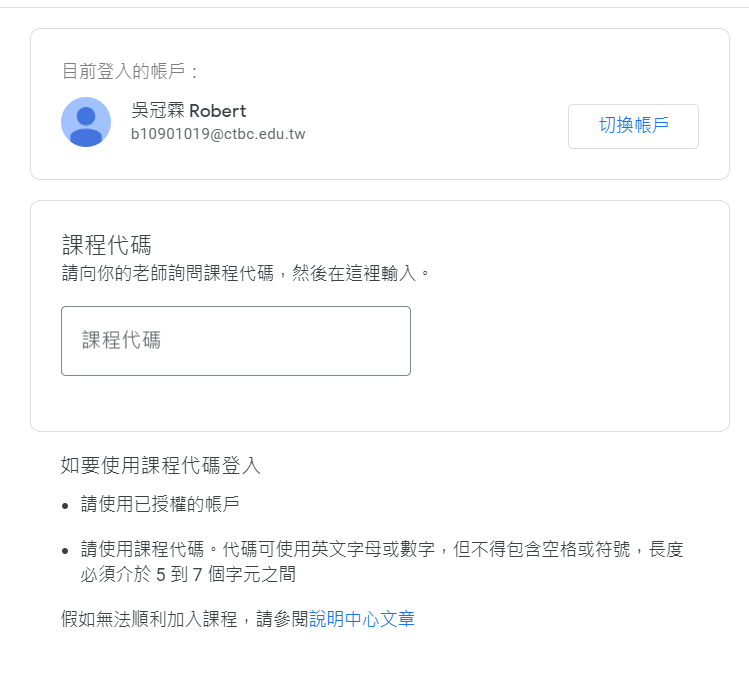 目前登入的帳戶：
吳冠霖 Robert
b10901019@ctbc.edu.tw
切換帳戶
課程代碼
請向你的老師詢問課程代碼，然後在這裡輸入。
課程代碼
如要使用課程代碼登入
• 請使用已授權的帳戶
• 請使用課程代碼。代碼可使用英文字母或數字，但不得包含空格或符號，長度
必須介於 5 到 7 個字元之間
假如無法順利加入課程，請參閱說明中心文章